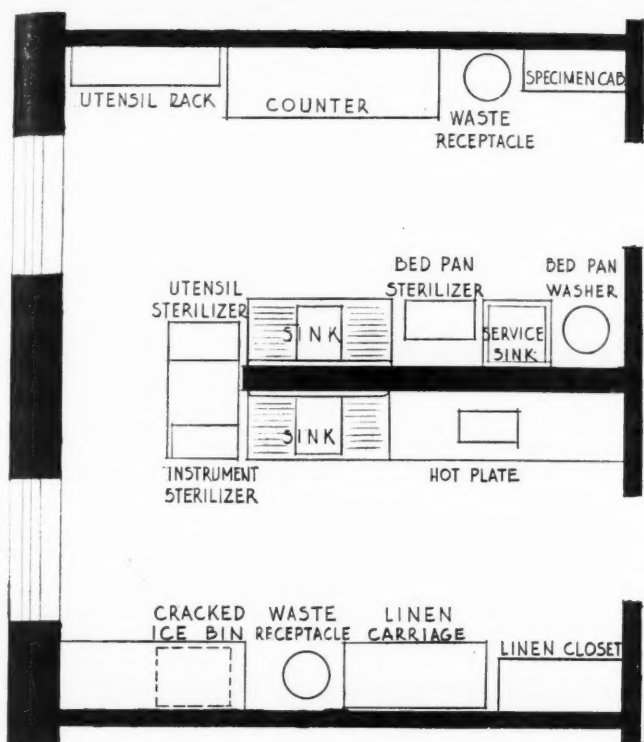 UTENSIL RACK
COUNTER
WASTE
RECEPTACLE
SPECIMEN CAB
UTENSIL
STERILIZER
SINK
BED PAN
STERILIZER
SERVICE
SINK
BED PAN
WASHER
SINK
INSTRUMENT
STERILIZER
HOT PLATE
CRACKED
ICE BIN
WASTE
RECEPTACLE
LINEN
CARRIAGE
LINEN CLOSET